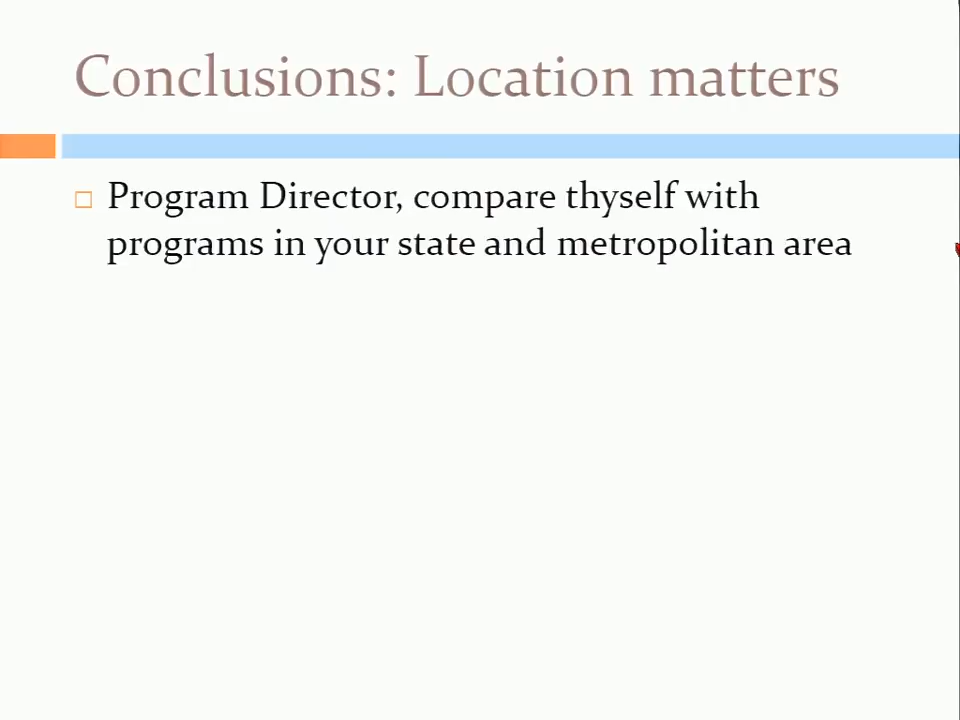 Conclusions: Location matters
Program Director, compare thyself with
programs in your state and metropolitan area